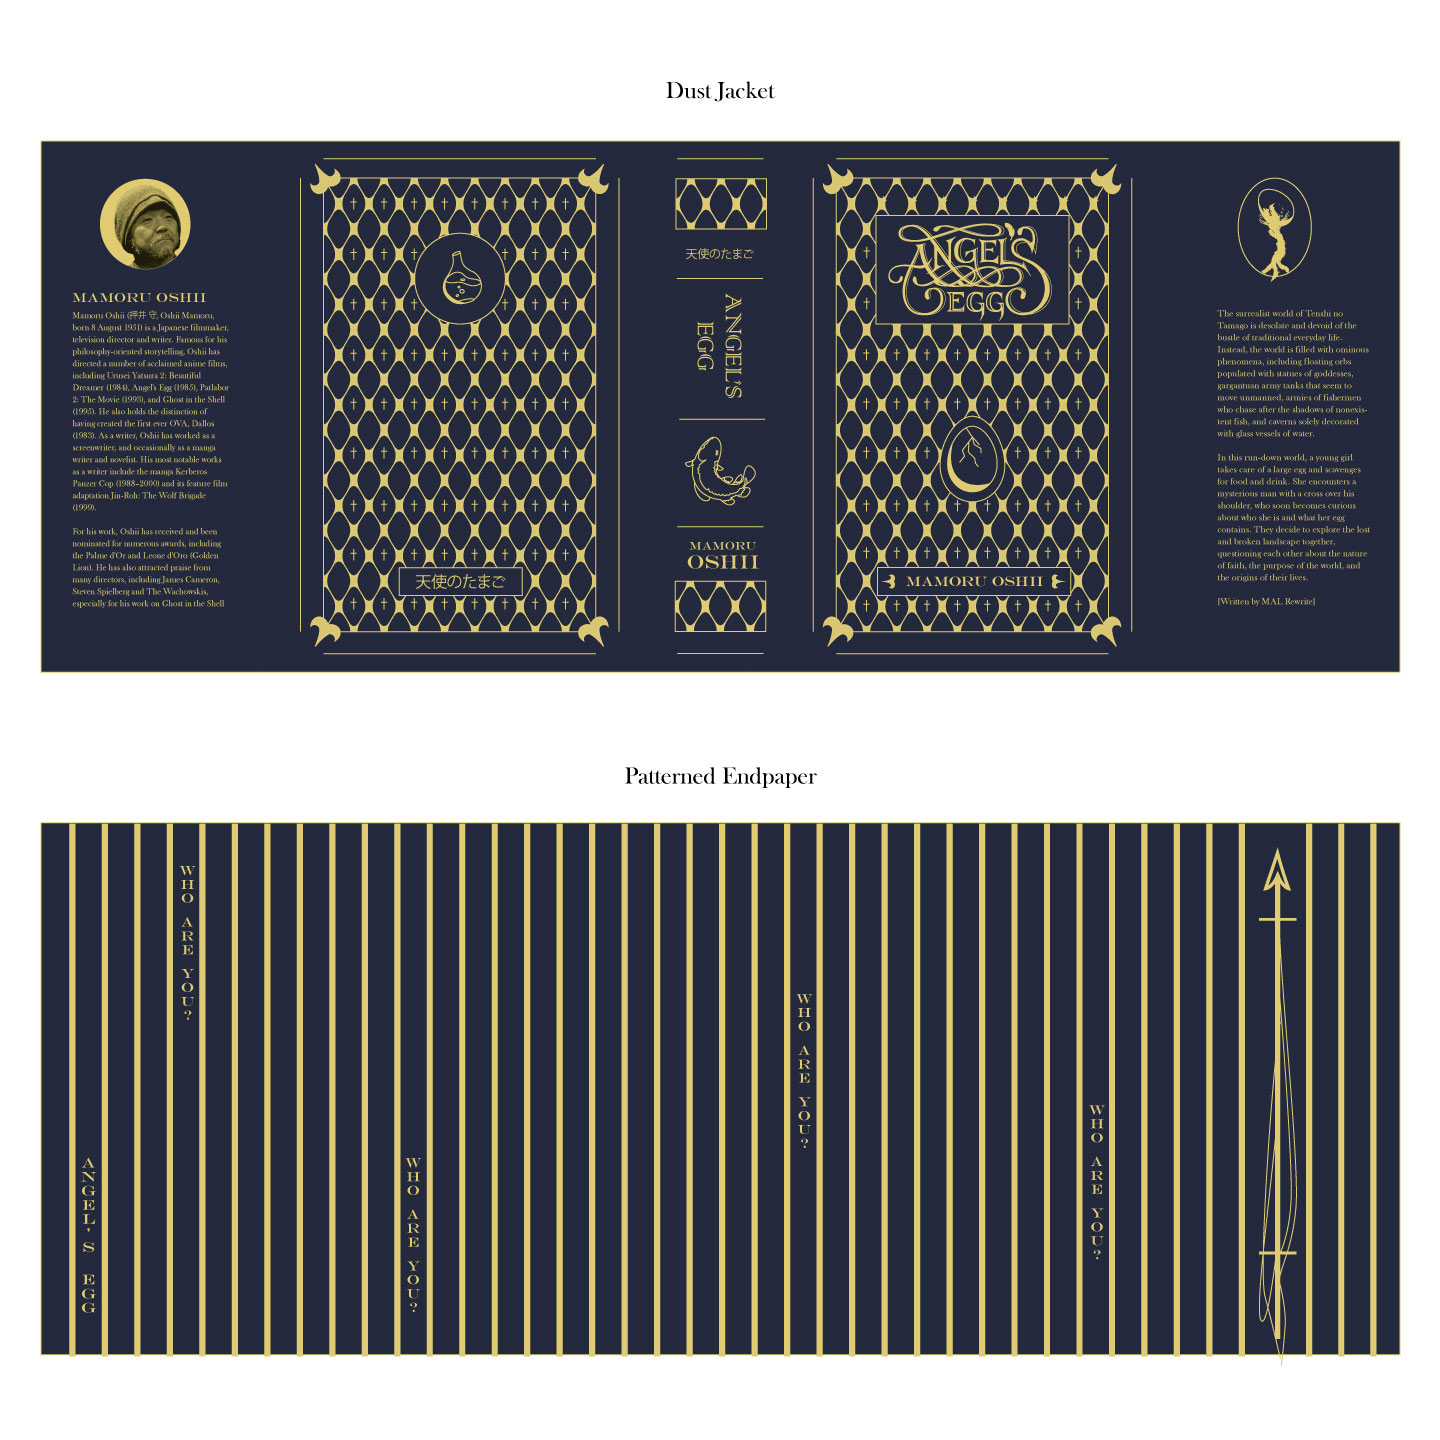 Dust Jacket
MAMORU OSHII
Mamoru Oshii (押井 守, Oshii Mamoru,
born 8 August 1951) is a Japanese filmmaker,
television director and writer. Famous for his
philosophy-oriented storytelling, Oshii has
directed a number of acclaimed anime films,
including Urusei Yatsura 2: Beautiful
Dreamer (1984), Angel's Egg (1985), Patlabor
2: The Movie (1993), and Ghost in the Shell
(1995). He also holds the distinction of
having created the first ever OVA, Dallos
(1983). As a writer, Oshii has worked as a
screenwriter, and occasionally as a manga
writer and novelist. His most notable works
as a writer include the manga Kerberos
Panzer Cop (1988–2000) and its feature film
adaptation Jin-Roh: The Wolf Brigade
(1999).
For his work, Oshii has received and been
nominated for numerous awards, including
the Palme d'Or and Leone d'Oro (Golden
Lion). He has also attracted praise from
many directors, including James Cameron,
Steven Spielberg and The Wachowskis,
especially for his work on Ghost in the Shell
天使のたまご
天使のたまご
ANGEL'S
EGG
MAMORU
OSHII
ANGEL'S
EGG
MAMORU OSHII
The surrealist world of Tenshi no
Tamago is desolate and devoid of the
bustle of traditional everyday life.
Instead, the world is filled with ominous
phenomena, including floating orbs
populated with statues of goddesses,
gargantuan army tanks that seem to
move unmanned, armies of fishermen
who chase after the shadows of nonexis-
tent fish, and caverns solely decorated
with glass vessels of water.
In this run-down world, a young girl
takes care of a large egg and scavenges
for food and drink. She encounters a
mysterious man with a cross over his
shoulder, who soon becomes curious
about who she is and what her egg
contains. They decide to explore the lost
and broken landscape together,
questioning each other about the nature
of faith, the purpose of the world, and
the origins of their lives.
[Written by MAL Rewrite]
Patterned Endpaper
ANGEL'S EGG
WHO ARE YOU?
WHO ARE YOU?
WHO ARE YOU?
WHO ARE YOU?